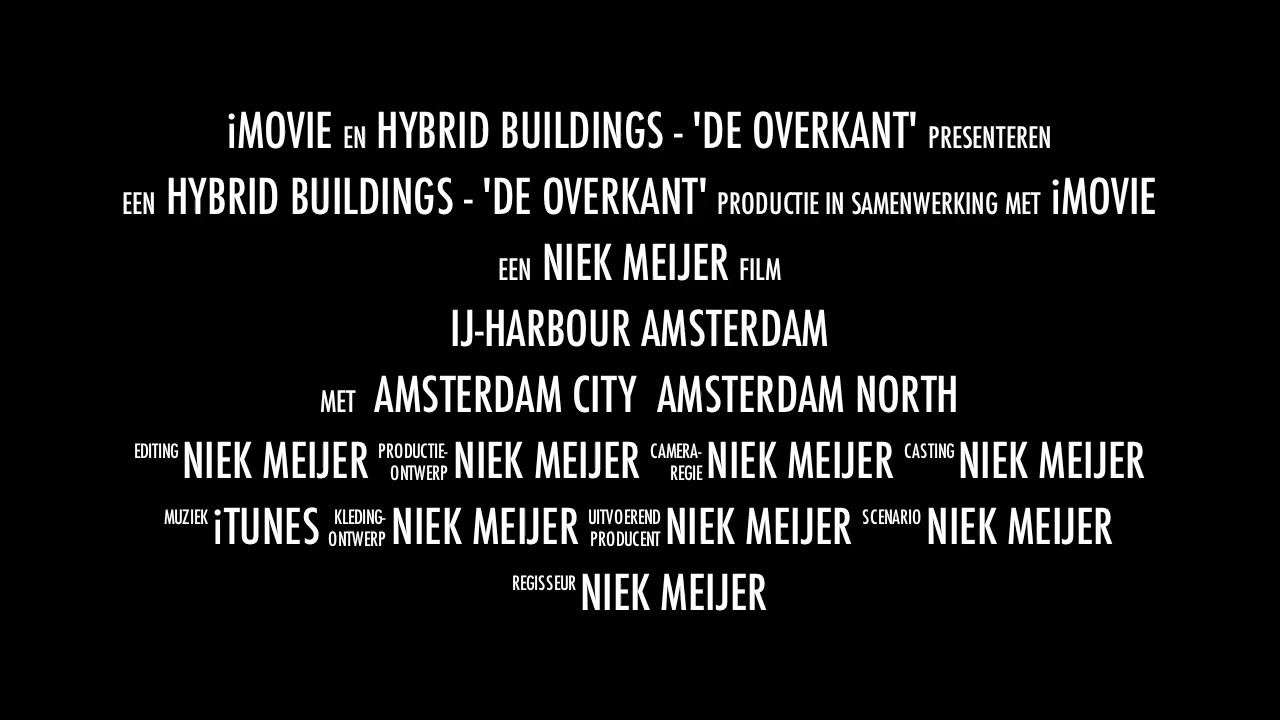 iMOVIE EN HYBRID BUILDINGS - 'DE OVERKANT' PRESENTEREN
EEN HYBRID BUILDINGS - 'DE OVERKANT' PRODUCTIE IN SAMENWERKING MET iMOVIE
EEN NIEK MEIJER FILM
IJ-HARBOUR AMSTERDAM
MET AMSTERDAM CITY AMSTERDAM NORTH
EDITING NIEK MEIJER PRODUCTIE-ONTWERP NIEK MEIJER CAMERA-REGIE NIEK MEIJER CASTING NIEK MEIJER
MUZIEK iTUNES KLEDING-ONTWERP NIEK MEIJER UITVOEREND PRODUCENT NIEK MEIJER SCENARIO NIEK MEIJER
REGISSEUR NIEK MEIJER